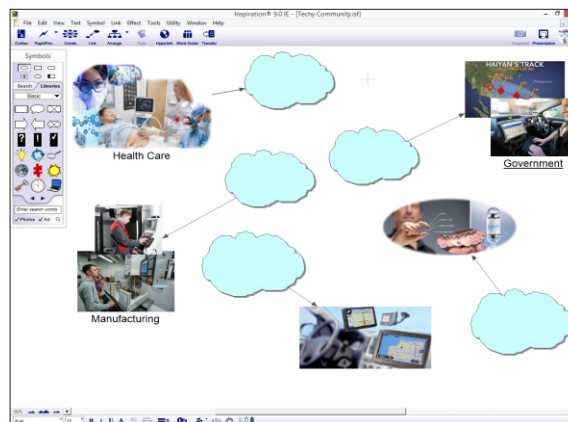 Inspiration® 9.0 IE - [Techy Community.isf]
File Edit View Text Symbol Link Effect Tools Utility Window Help
Outline RapidFire Create Link Arrange Note Hyperlink Word Guide Transfer Presentation
Symbols
Search Libraries
Basic
Enter search words
Photos Art
HAIYAN'S TRACK
Health Care
Government
Manufacturing